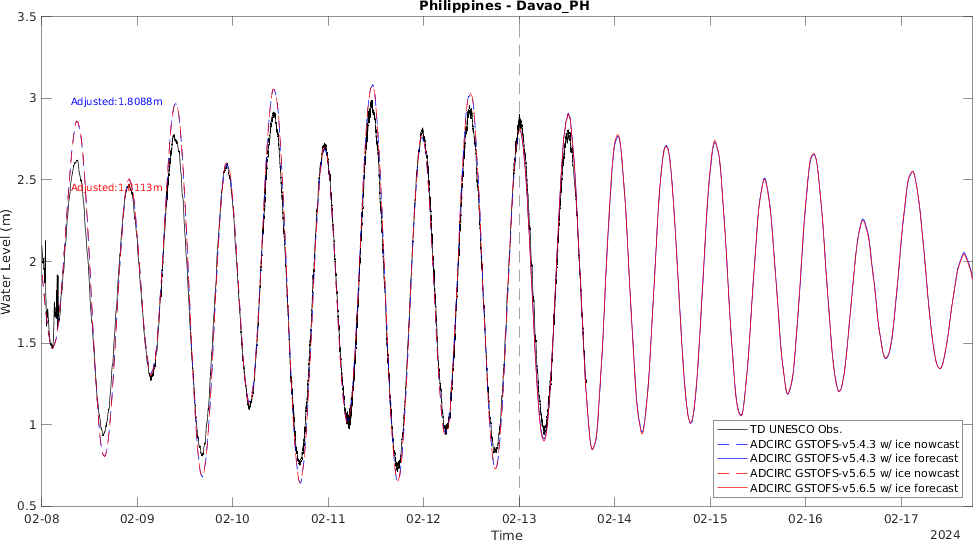 Philippines - Davao_PH
3.5
3
2.5
2
1.5
1
0.5
Water Level (m)
Adjusted:1.8088m
TD UNESCO Obs.
ADCIRC GSTOFS-v5.4.3 w/ ice nowcast
ADCIRC GSTOFS-v5.4.3 w/ ice forecast
ADCIRC GSTOFS-v5.6.5 w/ ice nowcast
ADCIRC GSTOFS-v5.6.5 w/ ice forecast
02-08 02-09 02-10 02-11 02-12 02-13 02-14 02-15 02-16 02-17
Time
2024